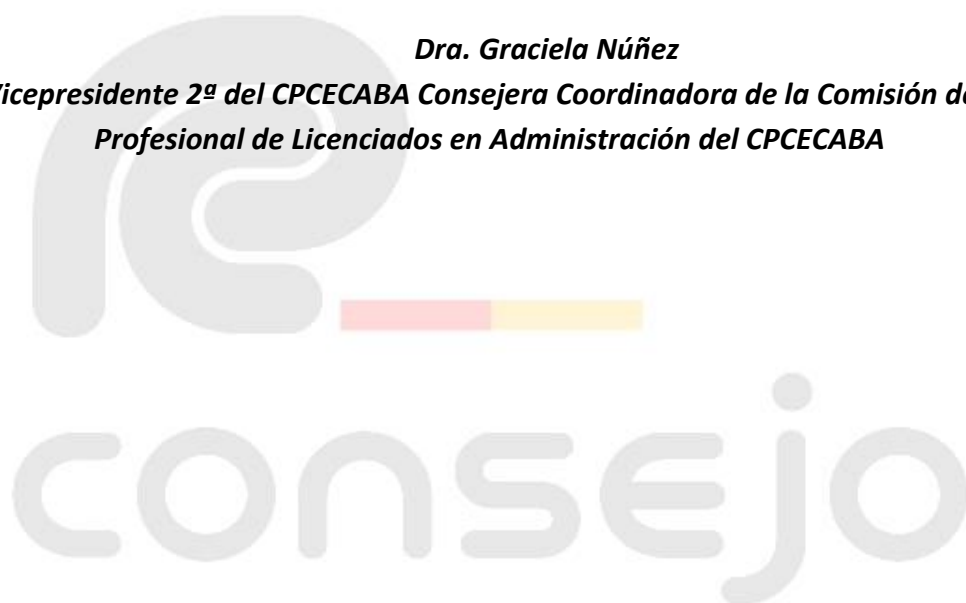 Dra. Graciela Núñez
Vicepresidente 2ª del CPCECABA Consejera Coordinadora de la Comisión
Profesional de Licenciados en Administración del CPCECABA
consejo